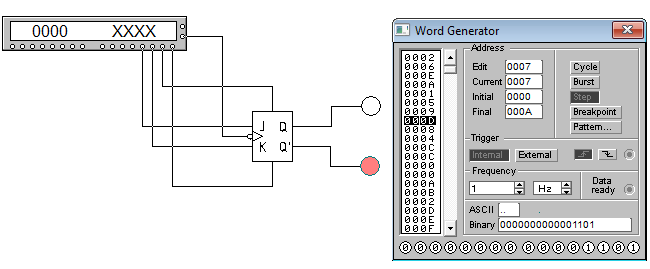 0000 XXXX
J Q
K Q'
Word Generator
0002
0006
000E
000A
0001
0005
0009
000D
0008
0004
000C
000C
0000
000A
000B
0002
000D
000E
000F
Address
Edit 0007
Current 0007
Initial 0000
Final 000A
Cycle
Burst
Step
Breakpoint
Pattern...
Trigger
Internal External
Frequency
1 Hz
Data ready
ASCII ..
Binary 0000000000001101
0 0 0 0 0 0 0 0 0 0 0 0 1 1 0 1